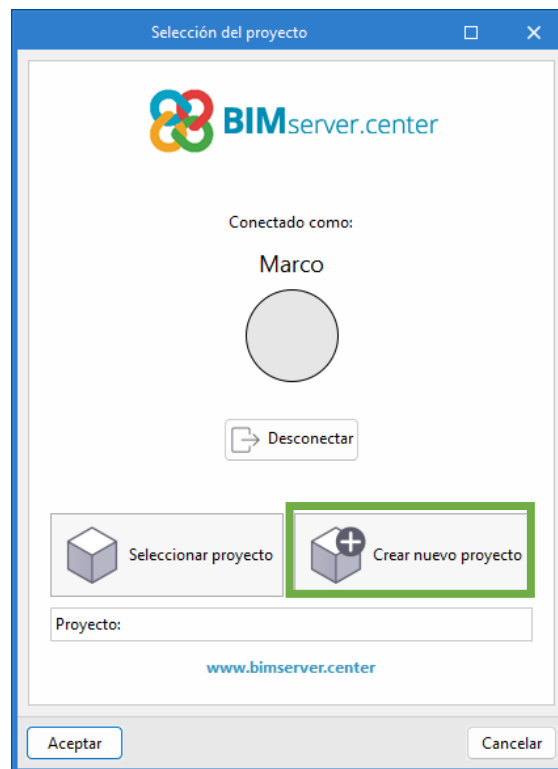 Selección del proyecto
BIMserver.center
Conectado como:
Marco
Desconectar
Seleccionar proyecto
Crear nuevo proyecto
Proyecto:
www.bimserver.center
Aceptar
Cancelar